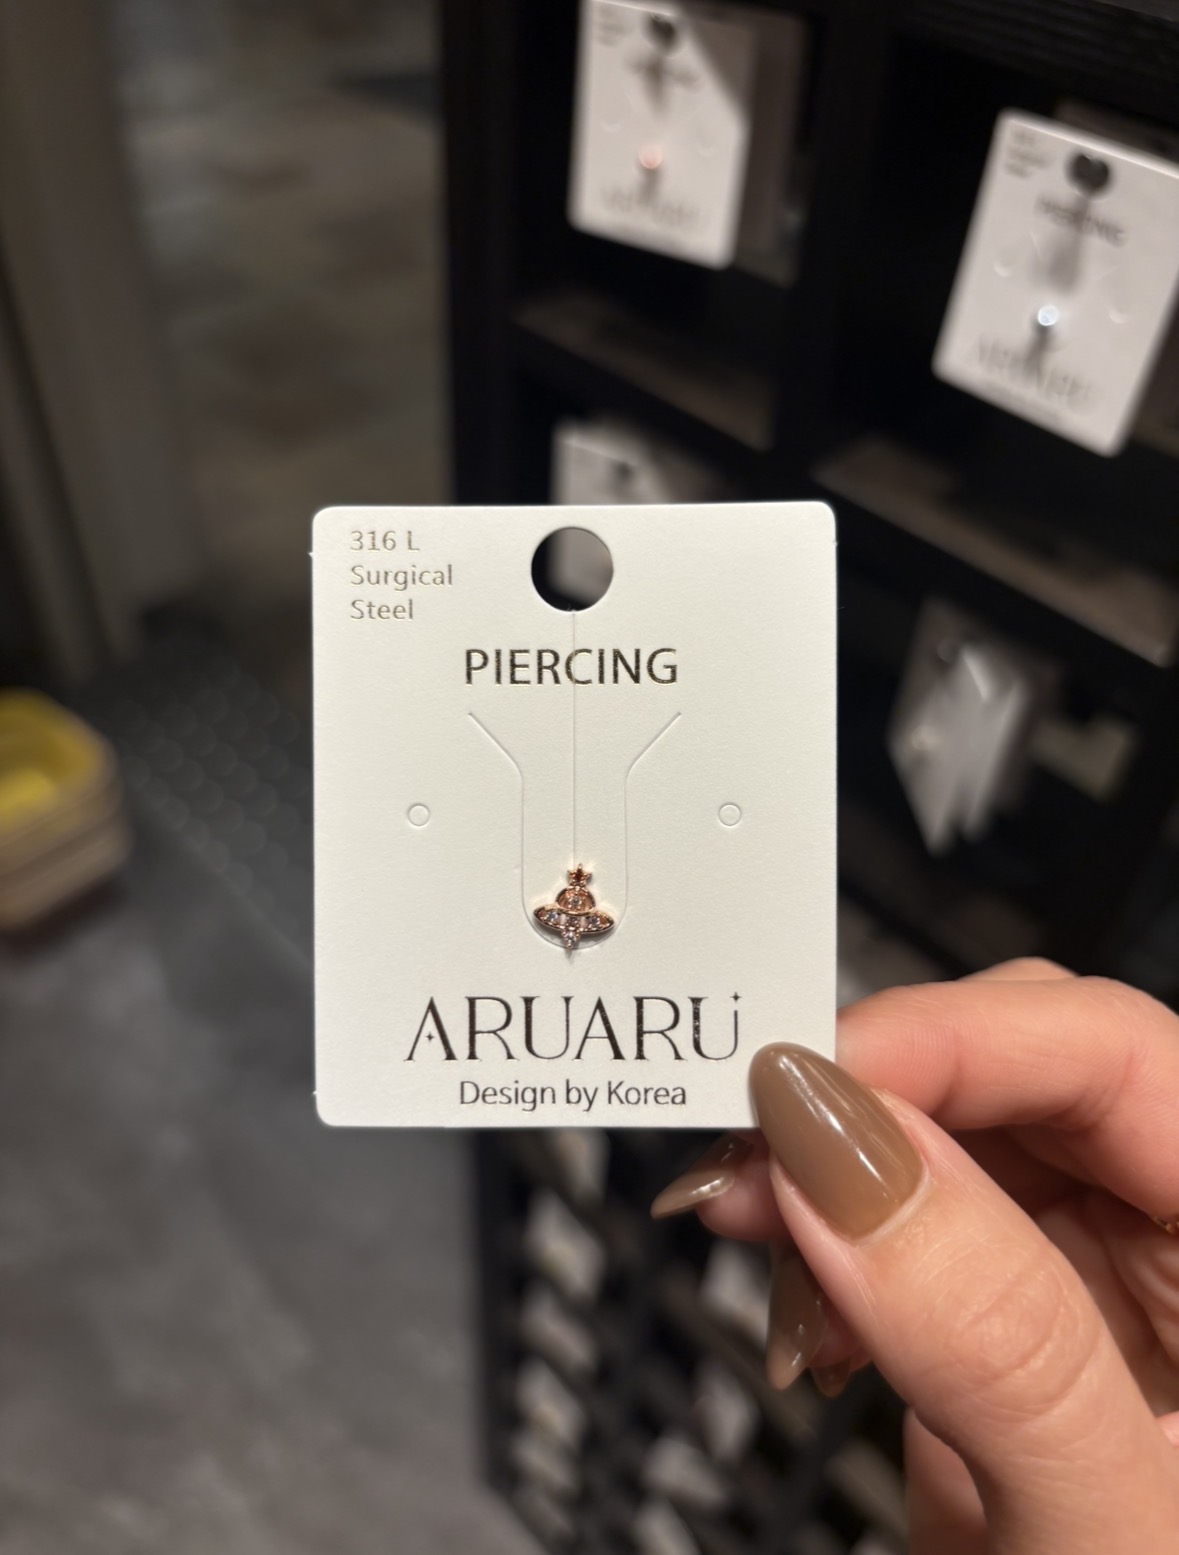 316 L
Surgical
Steel
PIERCING
ARUARU
Design by Korea